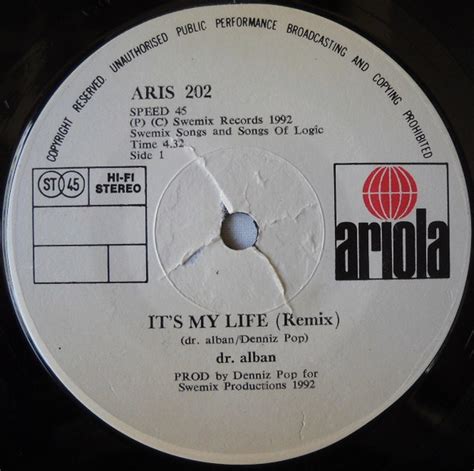 COPYRIGHT RESERVED. UNAUTHORISED PUBLIC PERFORMANCE BROADCASTING AND COPYING PROHIBITED
ARIS 202
SPEED 45
(P) (C) Swemix Records 1992
Swemix Songs and Songs Of Logic
Time 4.32
Side 1
ST 45
HI-FI
STEREO
ariola
IT'S MY LIFE (Remix)
(dr. alban/Denniz Pop)
dr. alban
PROD by Denniz Pop for
Swemix Productions 1992